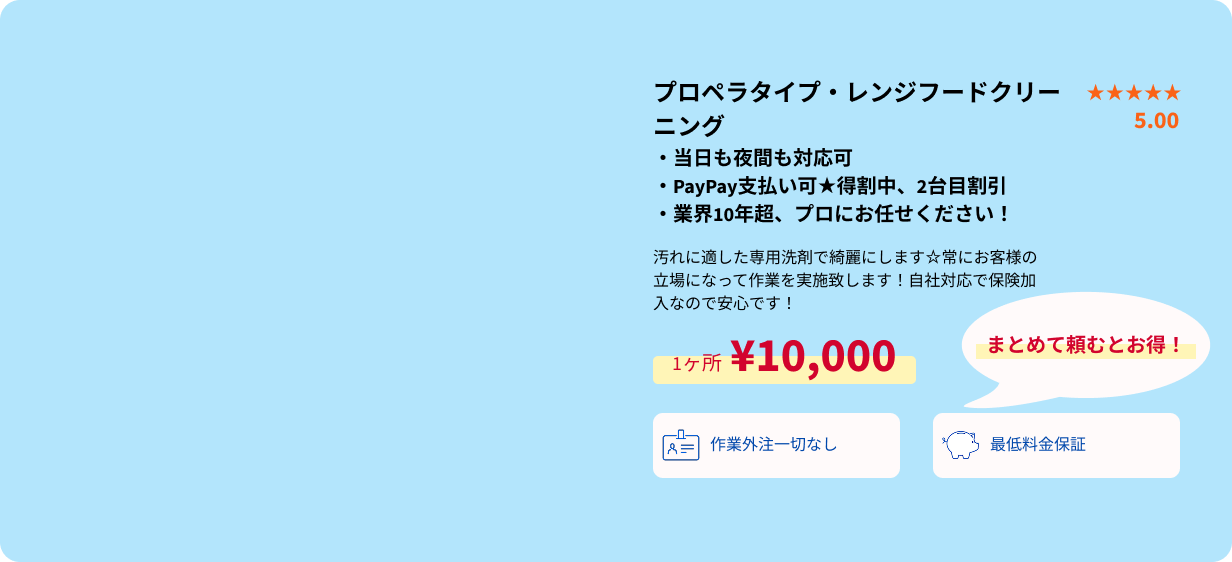 プロペラタイプ・レンジフードクリー
ニング
★★★★★
5.00
・当日も夜間も対応可
・PayPay支払い可★得割中、2台目割引
・業界10年超、プロにお任せください！
汚れに適した専用洗剤で綺麗にします☆常にお客様の
立場になって作業を実施致します！自社対応で保険加
入なので安心です！
まとめて頼むとお得！
1ヶ所 ¥10,000
作業外注一切なし
最低料金保証